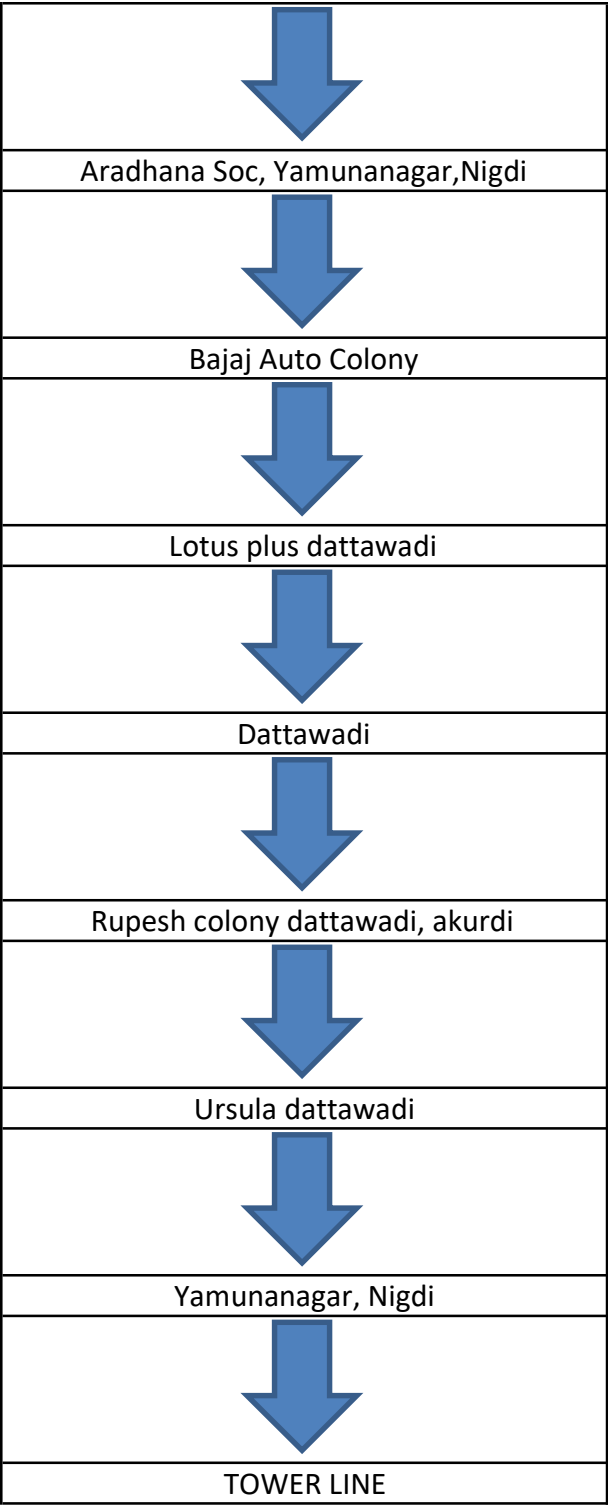 Aradhana Soc, Yamunanagar,Nigdi
Bajaj Auto Colony
Lotus plus dattawadi
Dattawadi
Rupesh colony dattawadi, akurdi
Ursula dattawadi
Yamunanagar, Nigdi
TOWER LINE